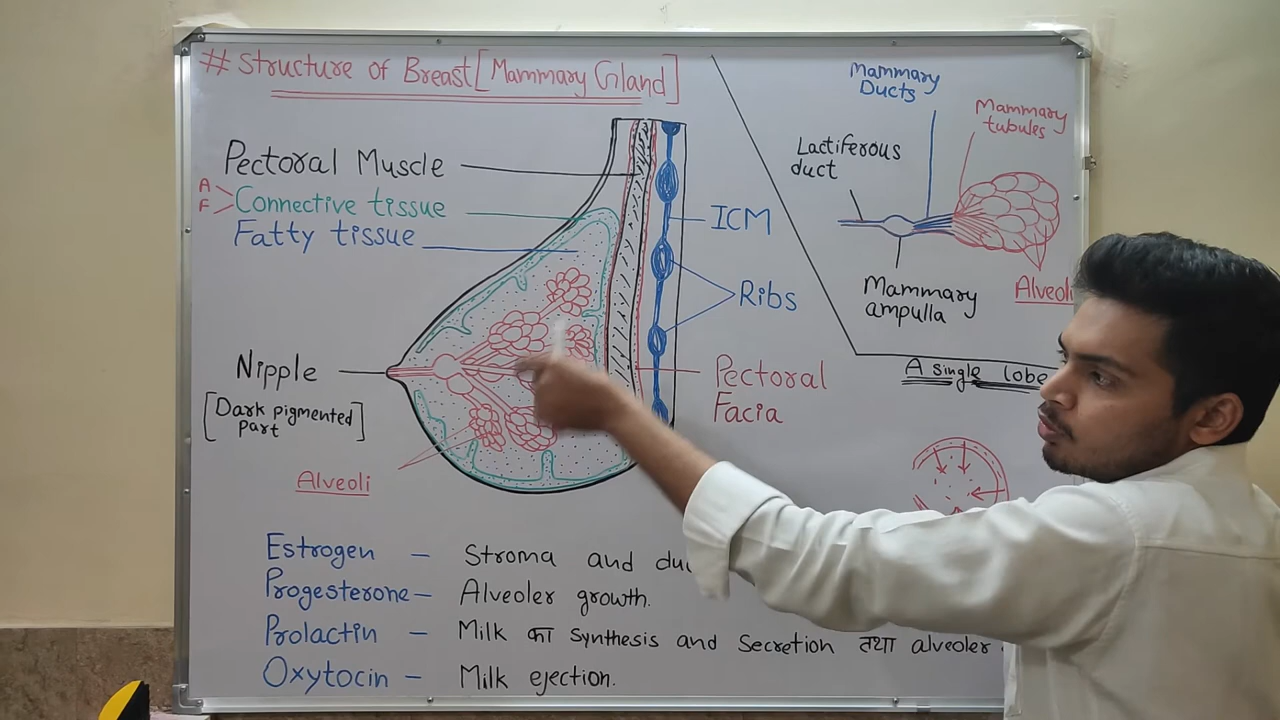 # Structure of Breast [Mammary Gland]
Pectoral Muscle
A
F
Connective tissue
Fatty tissue
Nipple
[Dark pigmented
Part]
Alveoli
ICM
Ribs
Pectoral
Facia
Mammary
Ducts
Mammary
tubules
Lactiferous
duct
Mammary
ampulla
Alveoli
A single lobe
Estrogen – Stroma and
Progesterone – Alveoler growth.
Prolactin – Milk का synthesis and Secretion तथा alveoler
Oxytocin – Milk ejection.